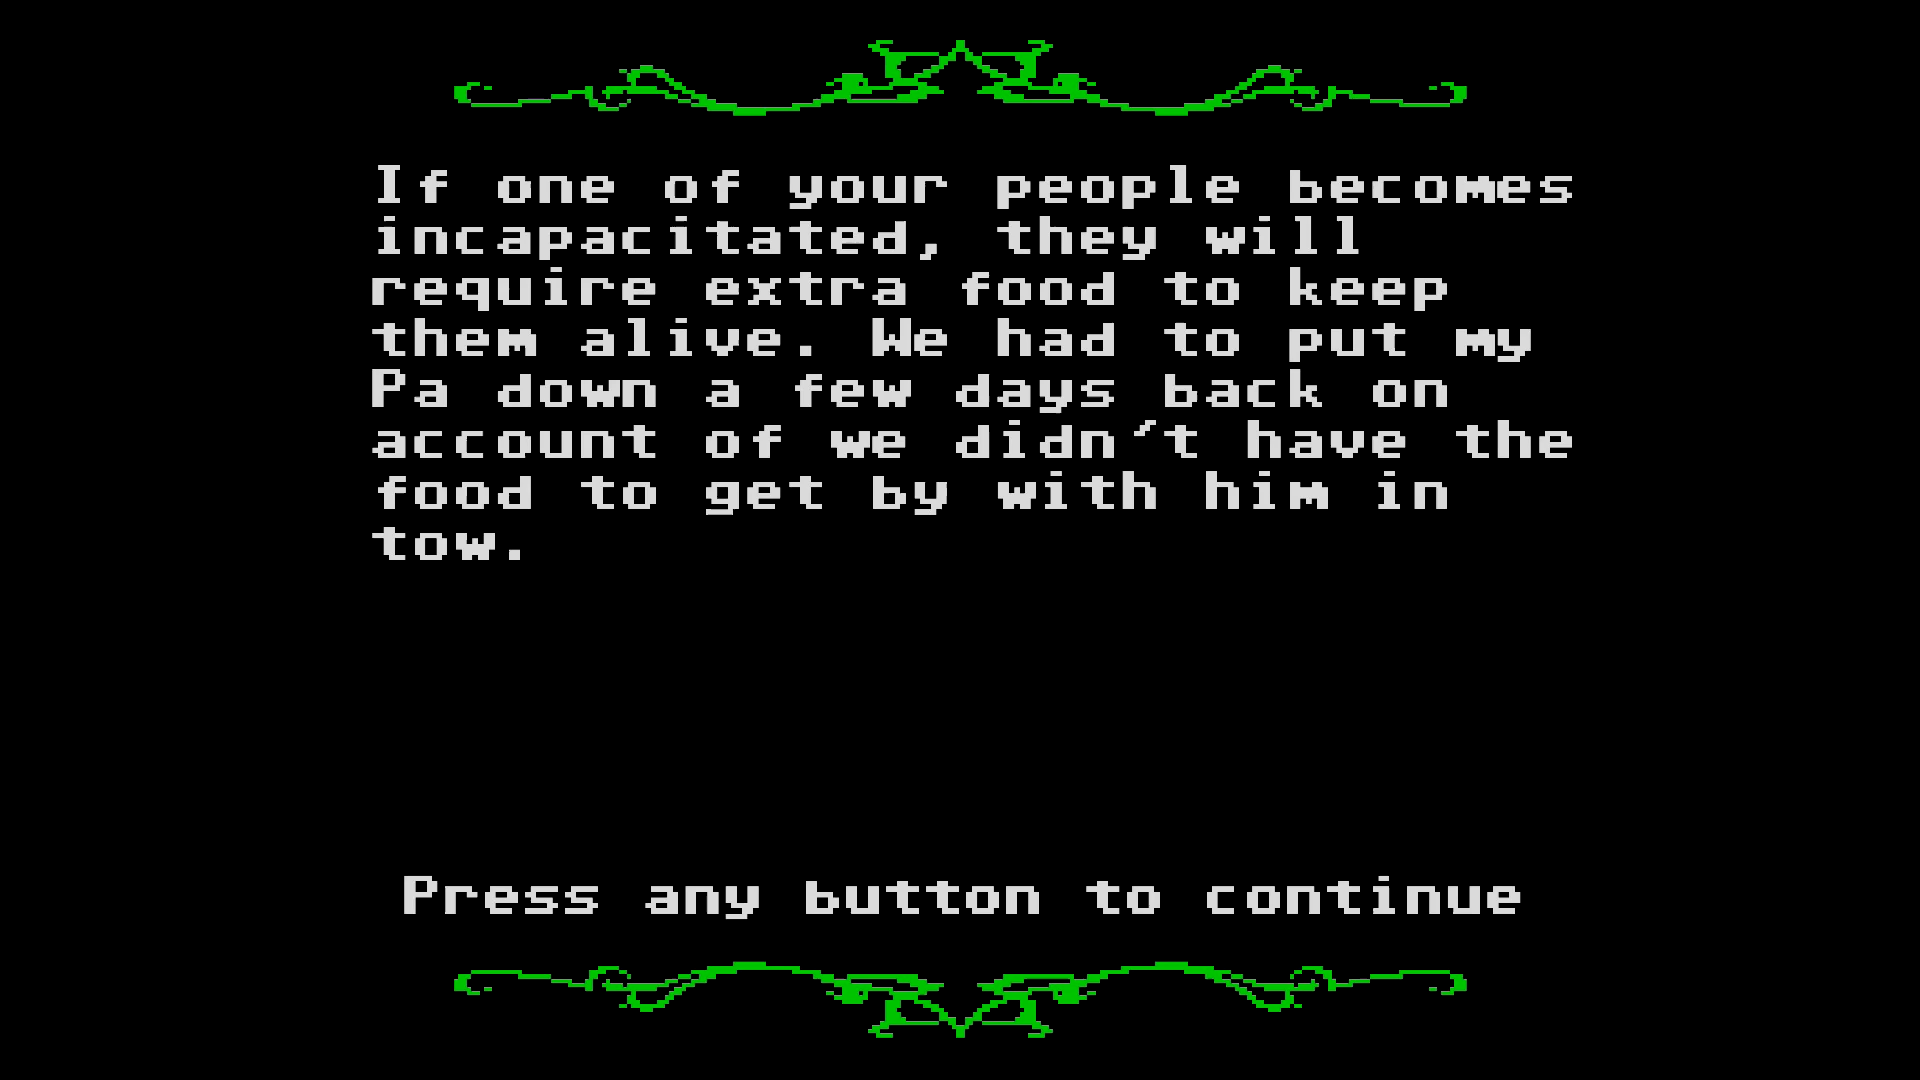 If one of your people becomes
incapacitated, they will
require extra food to keep
them alive. We had to put my
Pa down a few days back on
account of we didn't have the
food to get by with him in
tow.
Press any button to continue